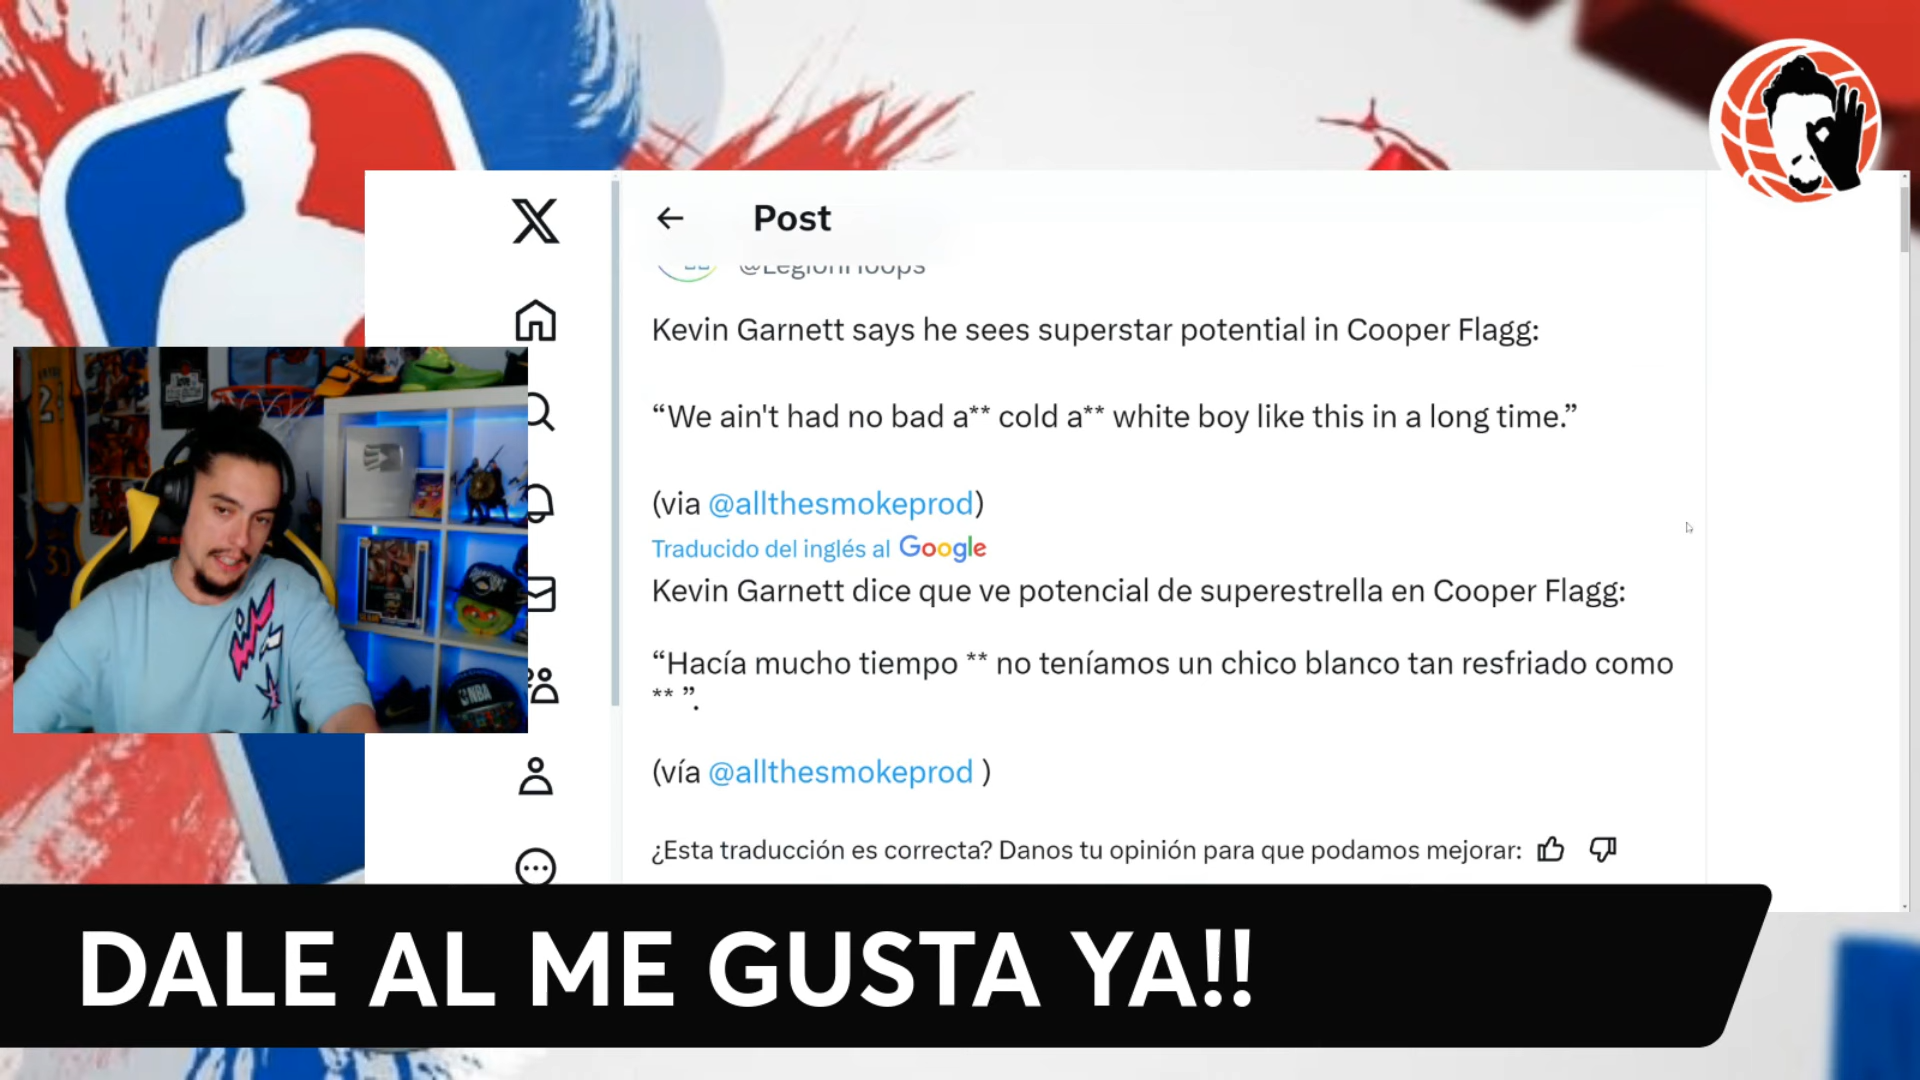 Post
@LegionHoops
Kevin Garnett says he sees superstar potential in Cooper Flagg:
“We ain't had no bad a** cold a** white boy like this in a long time.”
(via @allthesmokeprod)
Traducido del inglés al Google
Kevin Garnett dice que ve potencial de superestrella en Cooper Flagg:
“Hacía mucho tiempo ** no teníamos un chico blanco tan resfriado como
** ”.
(vía @allthesmokeprod )
¿Esta traducción es correcta? Danos tu opinión para que podamos mejorar:
NBA
DALE AL ME GUSTA YA!!